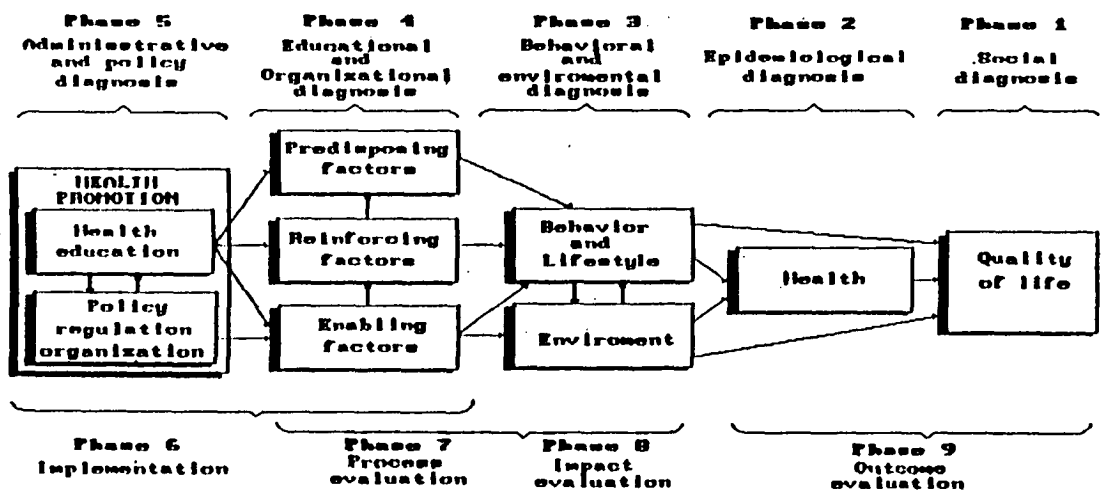 Phase 5
Administrative
and policy
diagnosis
Phase 4
Educational
and
Organizational
diagnosis
Phase 3
Behavioral
and
enviromental
diagnosis
Phase 2
Epidemiological
diagnosis
Phase 1
Social
diagnosis
HEALTH
PROMOTION
Health
education
Policy
regulation
organization
Predisposing
factors
Reinforcing
factors
Enabling
factors
Behavior
and
Lifestyle
Enviroment
Health
Quality
of life
Phase 6
Implementation
Phase 7
Process
evaluation
Phase 8
Impact
evaluation
Phase 9
Outcome
evaluation